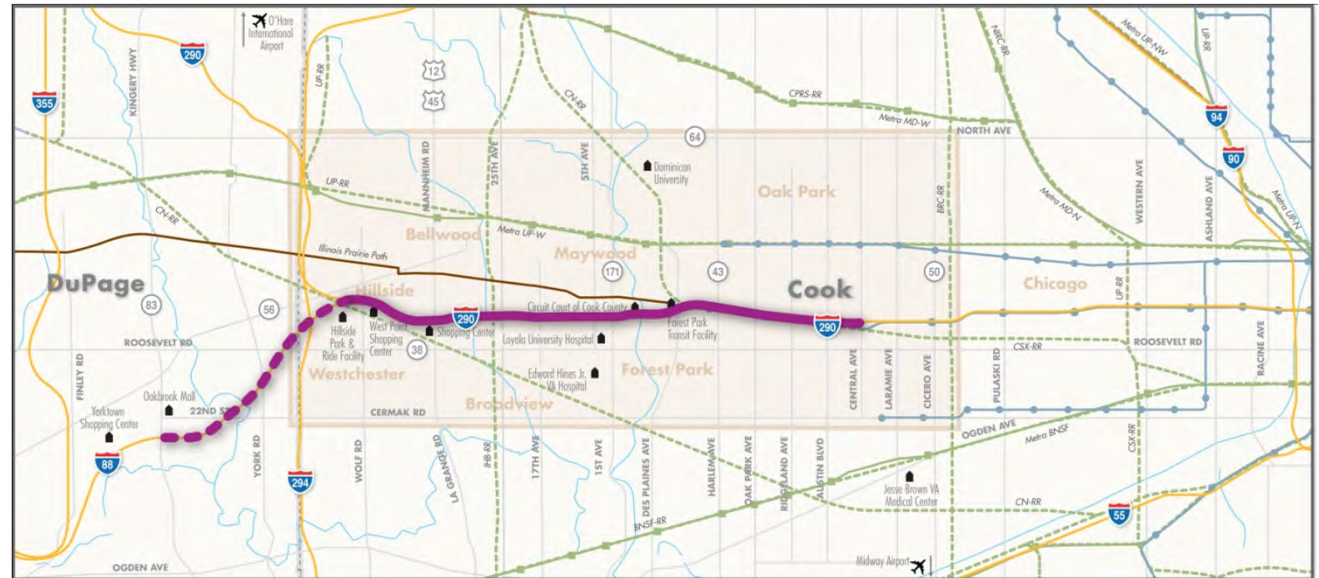 O'Hare
International
Airport
290
355
KINGERY HWY
UP-RR
12
45
MANNHEIM RD
25TH AVE
CN-RR
5TH AVE
64
CPRS-RR
Metra MD-W
NIRC-RR
NORTH AVE
Metra UP-NW
UP-RR
94
90
Dominican
University
Oak Park
Metra MD-N
WESTERN AVE
ASHLAND AVE
Metra UP-N
BRC-RR
CN-RR
UP-RR
Bellwood
Metra UP-W
Illinois Prairie Path
Maywood
171
43
50
Chicago
UP-RR
DuPage
83
56
Hillside
Cook
290
290
Circuit Court of Cook County
Forest Park
Transit Facility
Hillside
Park &
Ride Facility
West Point
Shopping
Center
38
Shopping Center
Loyola University Hospital
Edward Hines Jr.
VA Hospital
Forest Park
Westchester
Broadview
ROOSEVELT RD
CSX-RR
ROOSEVELT RD
RACINE AVE
FINLEY RD
Oakbrook Mall
22ND ST
Yorktown
Shopping Center
88
YORK RD
294
CERMAK RD
WOLF RD
LA GRANGE RD
IHB-RR
17TH AVE
1ST AVE
DES PLAINES AVE
HARLEM AVE
OAK PARK AVE
RIDGELAND AVE
AUSTIN BLVD
CENTRAL AVE
LARAMIE AVE
CICERO AVE
PULASKI RD
OGDEN AVE
Metra BNSF
CSX-RR
Jesse Brown VA
Medical Center
BNSF-RR
CN-RR
55
Midway Airport
OGDEN AVE